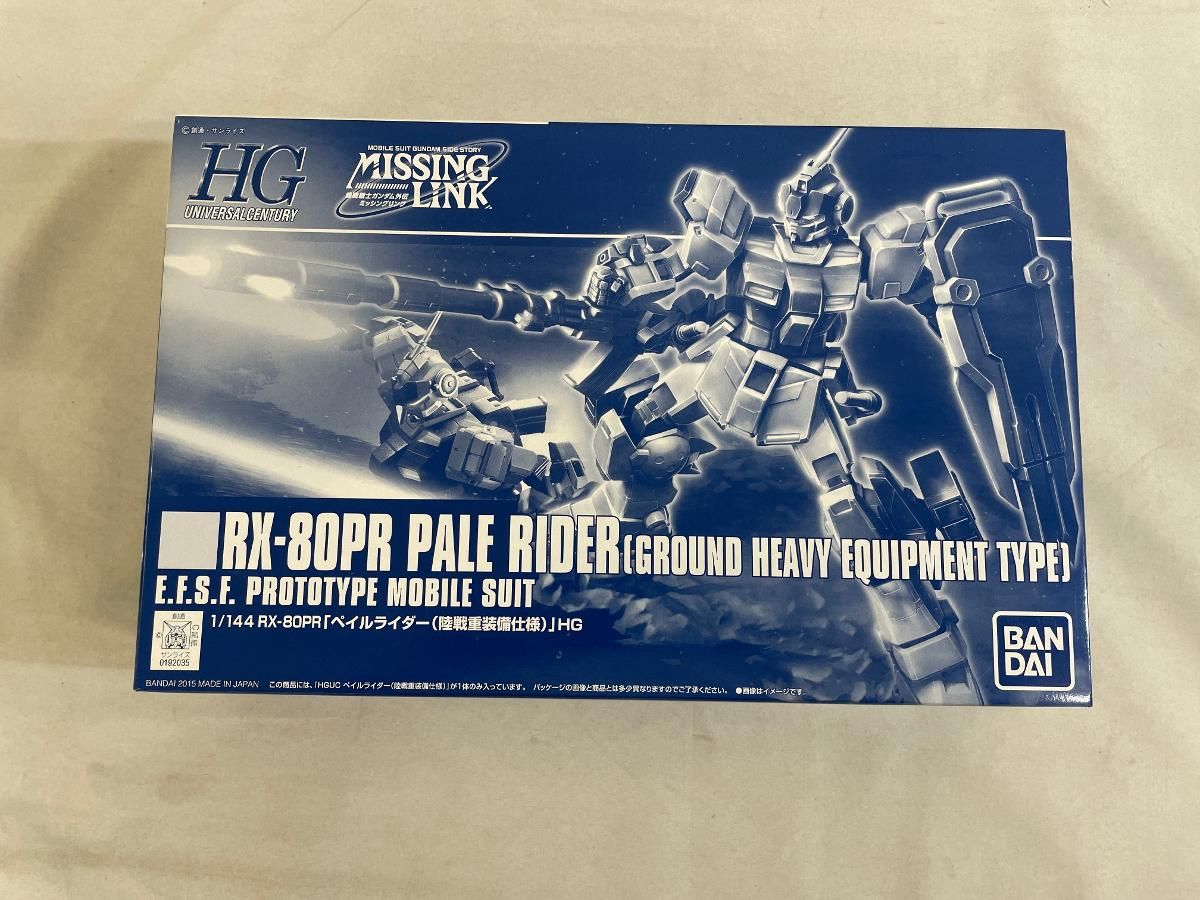 ©創通・サンライズ
HG
UNIVERSAL CENTURY
MOBILE SUIT GUNDAM SIDE STORY
MISSING LINK
機動戦士ガンダム外伝
ミッシングリンク
RX-80PR PALE RIDER(GROUND HEAVY EQUIPMENT TYPE)
E.F.S.F. PROTOTYPE MOBILE SUIT
1/144 RX-80PR「ペイルライダー(陸戦重装備仕様)」HG
創通
©
サンライズ
0192035
BAN
DAI
BANDAI 2015 MADE IN JAPAN この商品には、「HGUC ペイルライダー(陸戦重装備仕様)」が1体のみ入っています。 パッケージの画像と商品とは多少異なりますのでご了承ください。 ●画像はイメージです。